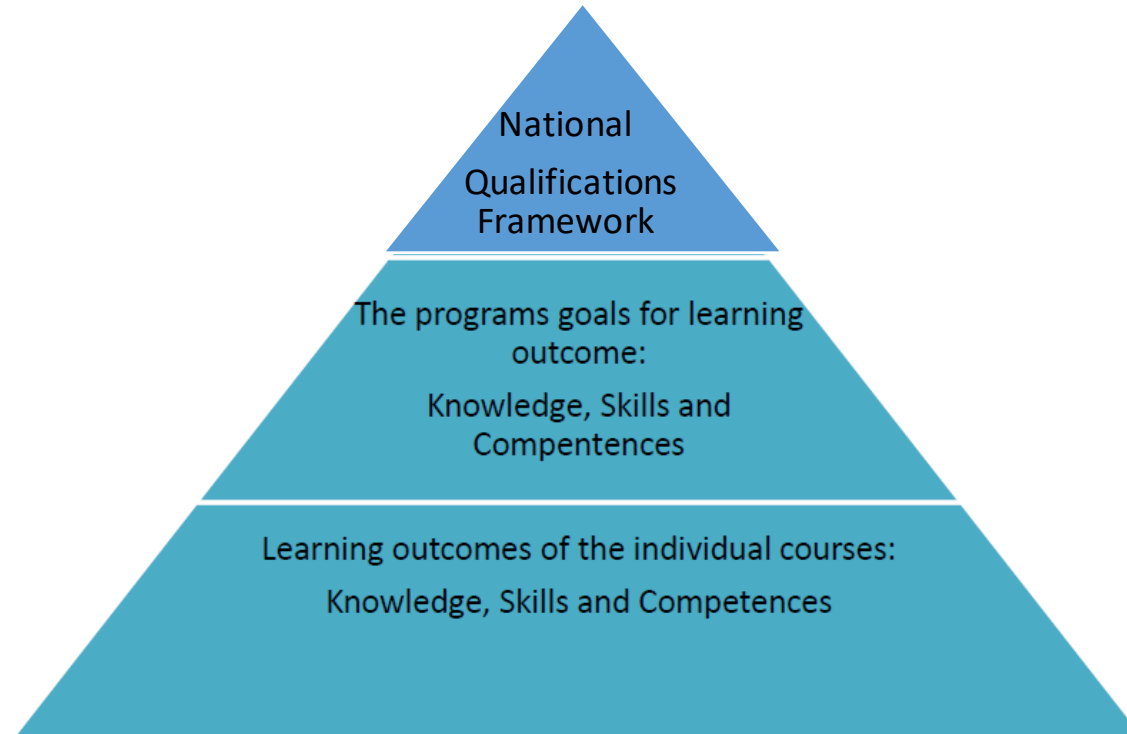 National
Qualifications
Framework
The programs goals for learning
outcome:
Knowledge, Skills and
Compentences
Learning outcomes of the individual courses:
Knowledge, Skills and Competences